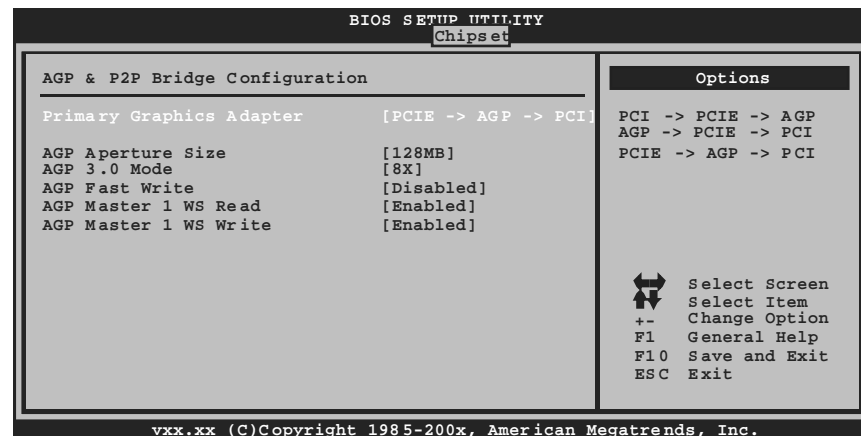 BIOS SETUP UTILITY
Chipset
AGP & P2P Bridge Configuration
Primary Graphics Adapter [PCIE -> AGP -> PCI]
AGP Aperture Size [128MB]
AGP 3.0 Mode [8X]
AGP Fast Write [Disabled]
AGP Master 1 WS Read [Enabled]
AGP Master 1 WS Write [Enabled]
Options
PCI -> PCIE -> AGP
AGP -> PCIE -> PCI
PCIE -> AGP -> PCI
Select Screen
Select Item
+- Change Option
F1 General Help
F10 Save and Exit
ESC Exit
vxx.xx (C)Copyright 1985-200x, American Megatrends, Inc.